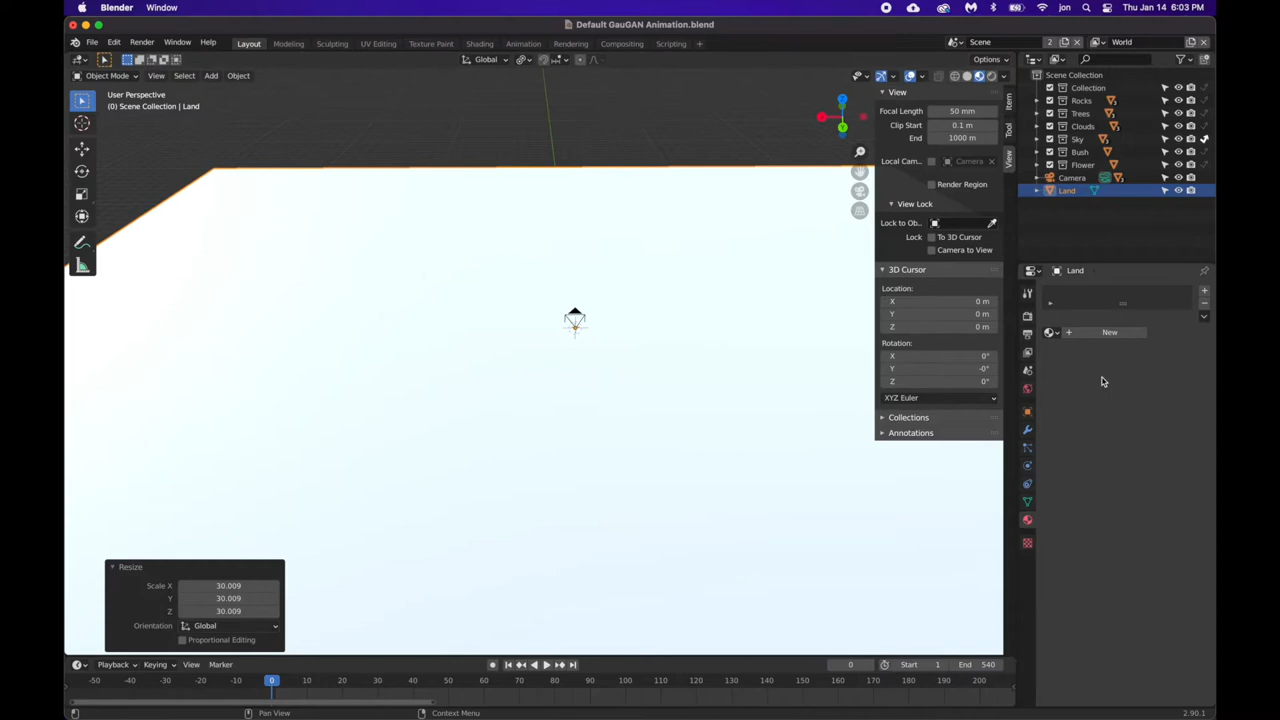 Blender Window jon Thu Jan 14 6:03 PM
Default GauGAN Animation.blend
File Edit Render Window Help Layout Modeling Sculpting UV Editing Texture Paint Shading Animation Rendering Compositing Scripting + Scene 2 World
Global Options
Object Mode View Select Add Object
User Perspective
(0) Scene Collection | Land
X Y Z
View
Focal Length 50 mm
Clip Start 0.1 m
End 1000 m
Local Cam... Camera
Render Region
View Lock
Lock to Ob...
Lock To 3D Cursor
Camera to View
3D Cursor
Location:
X 0 m
Y 0 m
Z 0 m
Rotation:
X 0°
Y -0°
Z 0°
XYZ Euler
Collections
Annotations
Item
Tool
View
Scene Collection
Collection
Rocks
Trees
Clouds
Sky
Bush
Flower
Camera
Land
Land
+ New
Resize
Scale X 30.009
Y 30.009
Z 30.009
Orientation Global
Proportional Editing
Playback Keying View Marker 0 Start 1 End 540
-50 -40 -30 -20 -10 0 10 20 30 40 50 60 70 80 90 100 110 120 130 140 150 160 170 180 190 200
Pan View Context Menu 2.90.1